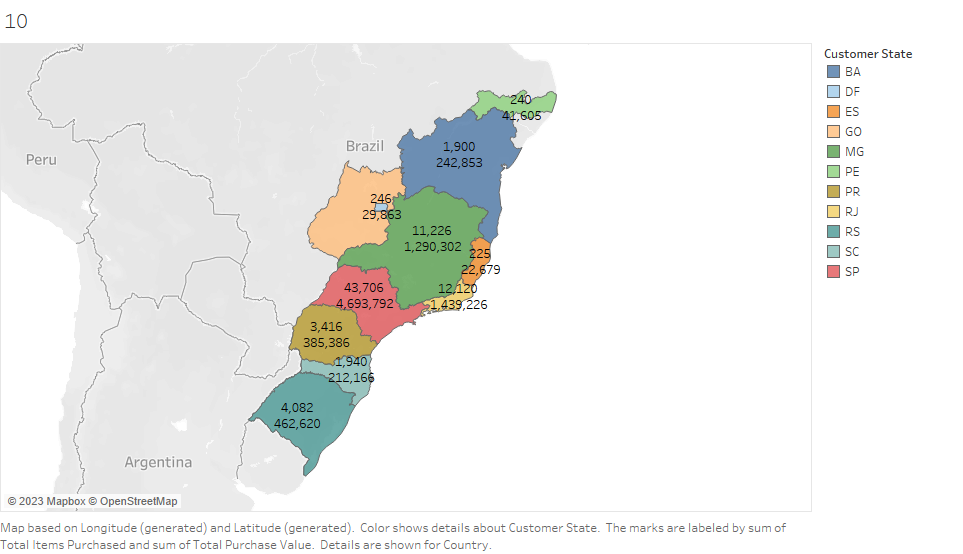 10
Customer State
BA
DF
ES
GO
MG
PE
PR
RJ
RS
SC
SP
240
41,605
1,900
242,853
Brazil
Peru
246
29,863
11,226
1,290,302
225
22,679
43,706
4,693,792
12,120
1,439,226
3,416
385,386
1,940
212,166
4,082
462,620
Argentina
© 2023 Mapbox © OpenStreetMap
Map based on Longitude (generated) and Latitude (generated).  Color shows details about Customer State.  The marks are labeled by sum of
Total Items Purchased and sum of Total Purchase Value.  Details are shown for Country.